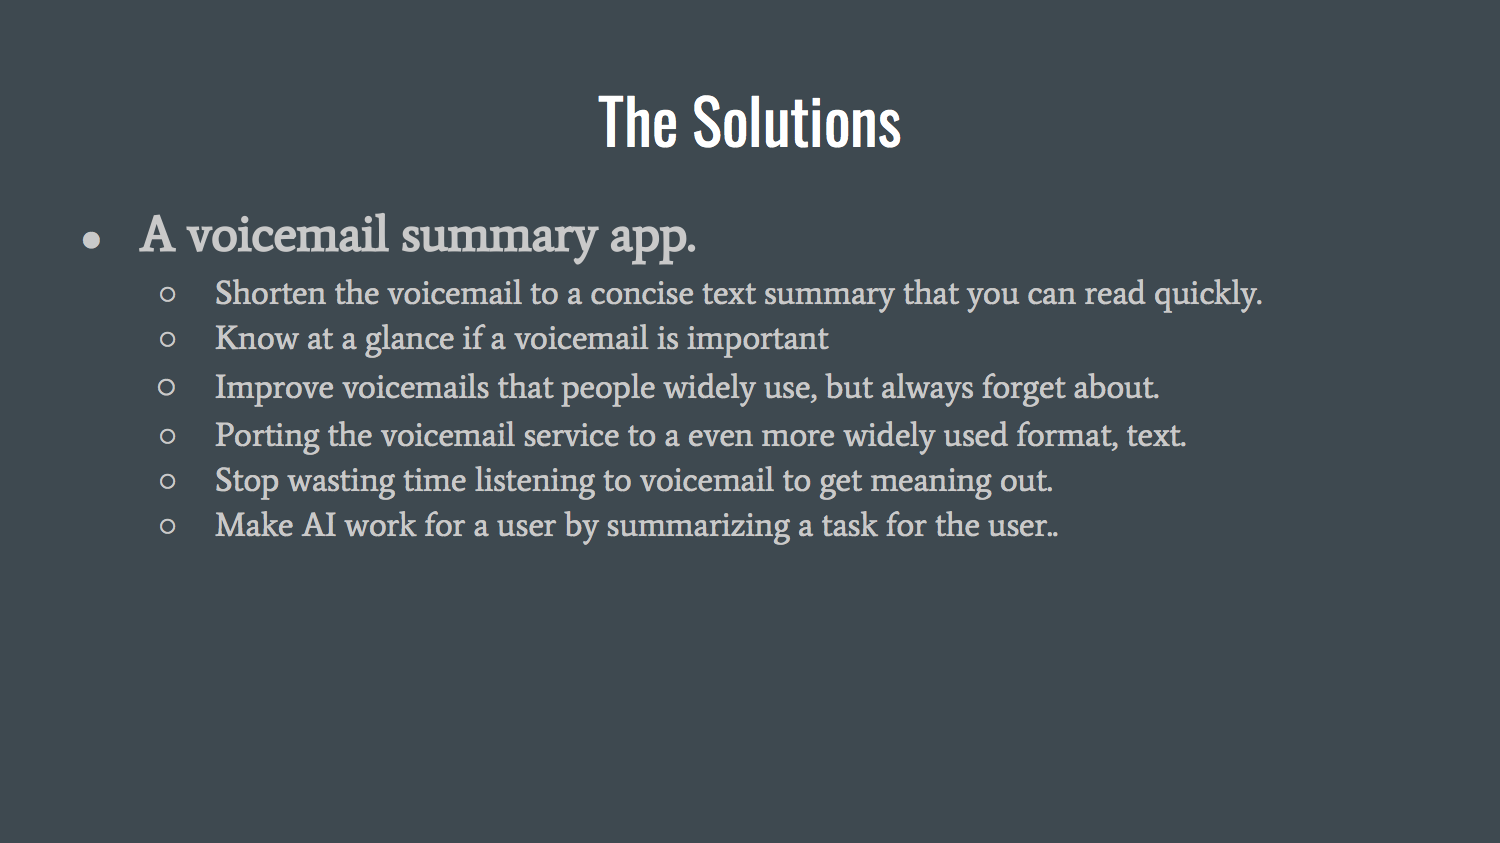 The Solutions
● A voicemail summary app.
○ Shorten the voicemail to a concise text summary that you can read quickly.
○ Know at a glance if a voicemail is important
○ Improve voicemails that people widely use, but always forget about.
○ Porting the voicemail service to a even more widely used format, text.
○ Stop wasting time listening to voicemail to get meaning out.
○ Make AI work for a user by summarizing a task for the user..